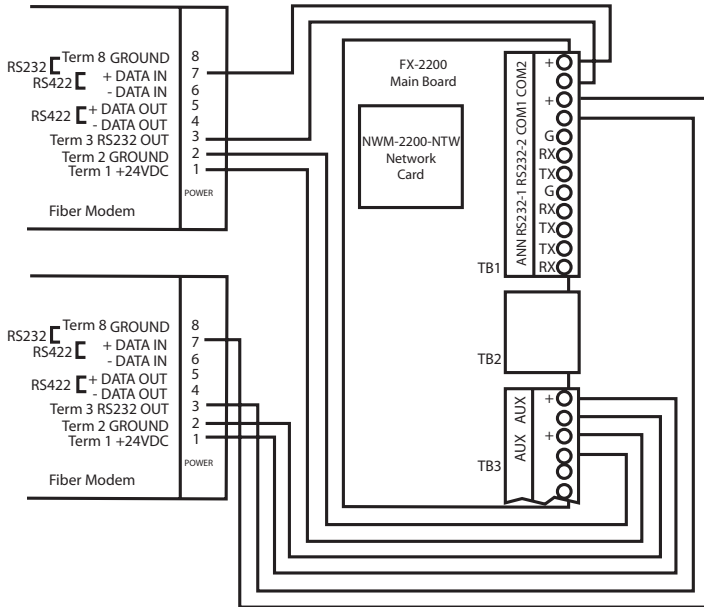 Term 8 GROUND 8
RS232 + DATA IN 7
RS422 - DATA IN 6
+ DATA OUT 5
RS422 - DATA OUT 4
Term 3 RS232 OUT 3
Term 2 GROUND 2
Term 1 +24VDC 1
POWER
Fiber Modem
Term 8 GROUND 8
RS232 + DATA IN 7
RS422 - DATA IN 6
+ DATA OUT 5
RS422 - DATA OUT 4
Term 3 RS232 OUT 3
Term 2 GROUND 2
Term 1 +24VDC 1
POWER
Fiber Modem
FX-2200
Main Board
NWM-2200-NTW
Network
Card
ANN RS232-1 RS232-2 COM1 COM2
+
+
G
RX
TX
G
RX
TX
TX
RX
TB1
TB2
AUX AUX
+
+
TB3